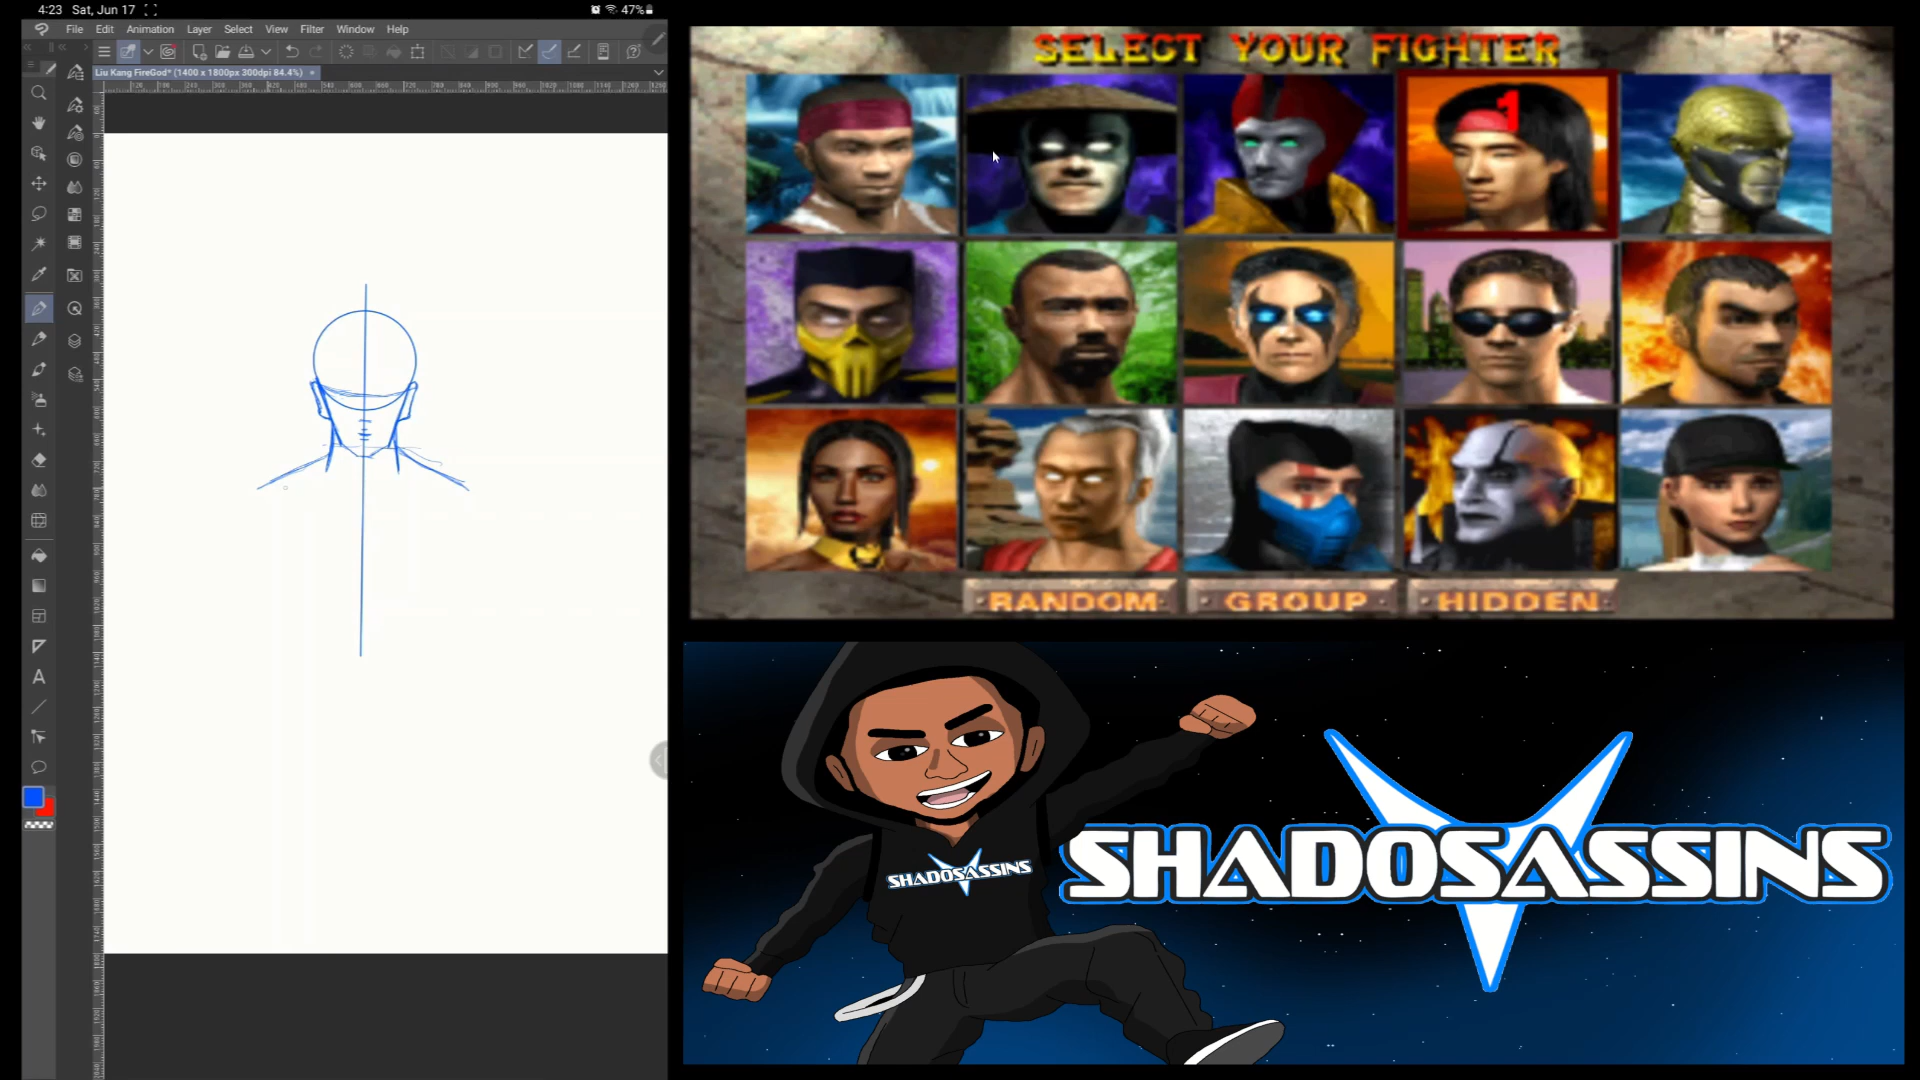 4:23 Sat, Jun 17
47%
File Edit Animation Layer Select View Filter Window Help
Liu Kang FireGod* (1400 x 1800px 300dpi 84.4%)
SELECT YOUR FIGHTER
1
RANDOM GROUP HIDDEN
A
SHADOSASSINS
SHADOSASSINS